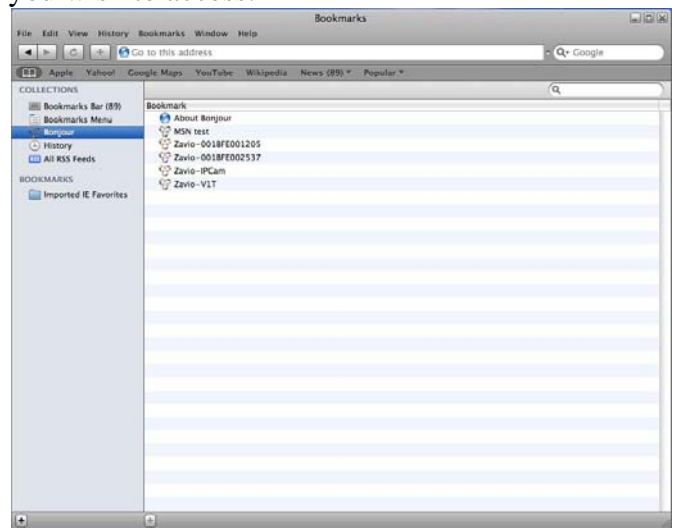 Bookmarks
File Edit View History Bookmarks Window Help
Go to this address
Google
Apple Yahoo! Google Maps YouTube Wikipedia News (89) Popular
COLLECTIONS
Bookmarks Bar (89)
Bookmarks Menu
Bonjour
History
All RSS Feeds
BOOKMARKS
Imported IE Favorites
Bookmark
About Bonjour
MSN test
Zavio-0018FE001205
Zavio-0018FE002537
Zavio-IPCam
Zavio-V1T